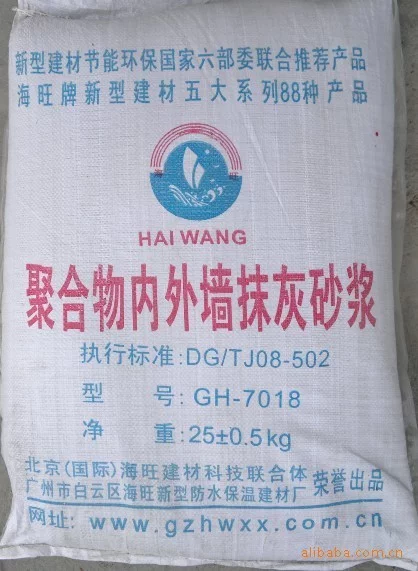 新型建材节能环保国家六部委联合推荐产品
海旺牌新型建材五大系列88种产品
HAI WANG
聚合物内外墙抹灰砂浆
执行标准:DG/TJ08-502
型 号:GH-7018
净 重:25±0.5kg
北京(国际)海旺建材科技联合体
广州市白云区海旺新型防水保温建材厂 荣誉出品
网址:www.gzhwxx.com.cn
alibaba.com.cn